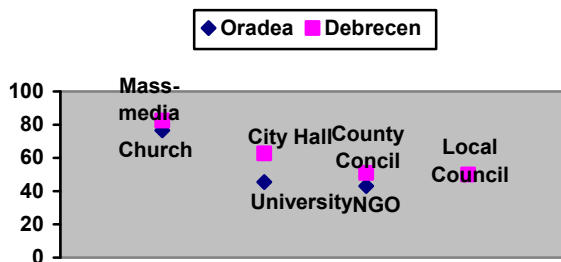 Oradea Debrecen
100
80
60
40
20
0
Mass-
media
Church
City Hall
University
County
Concil
NGO
Local
Council